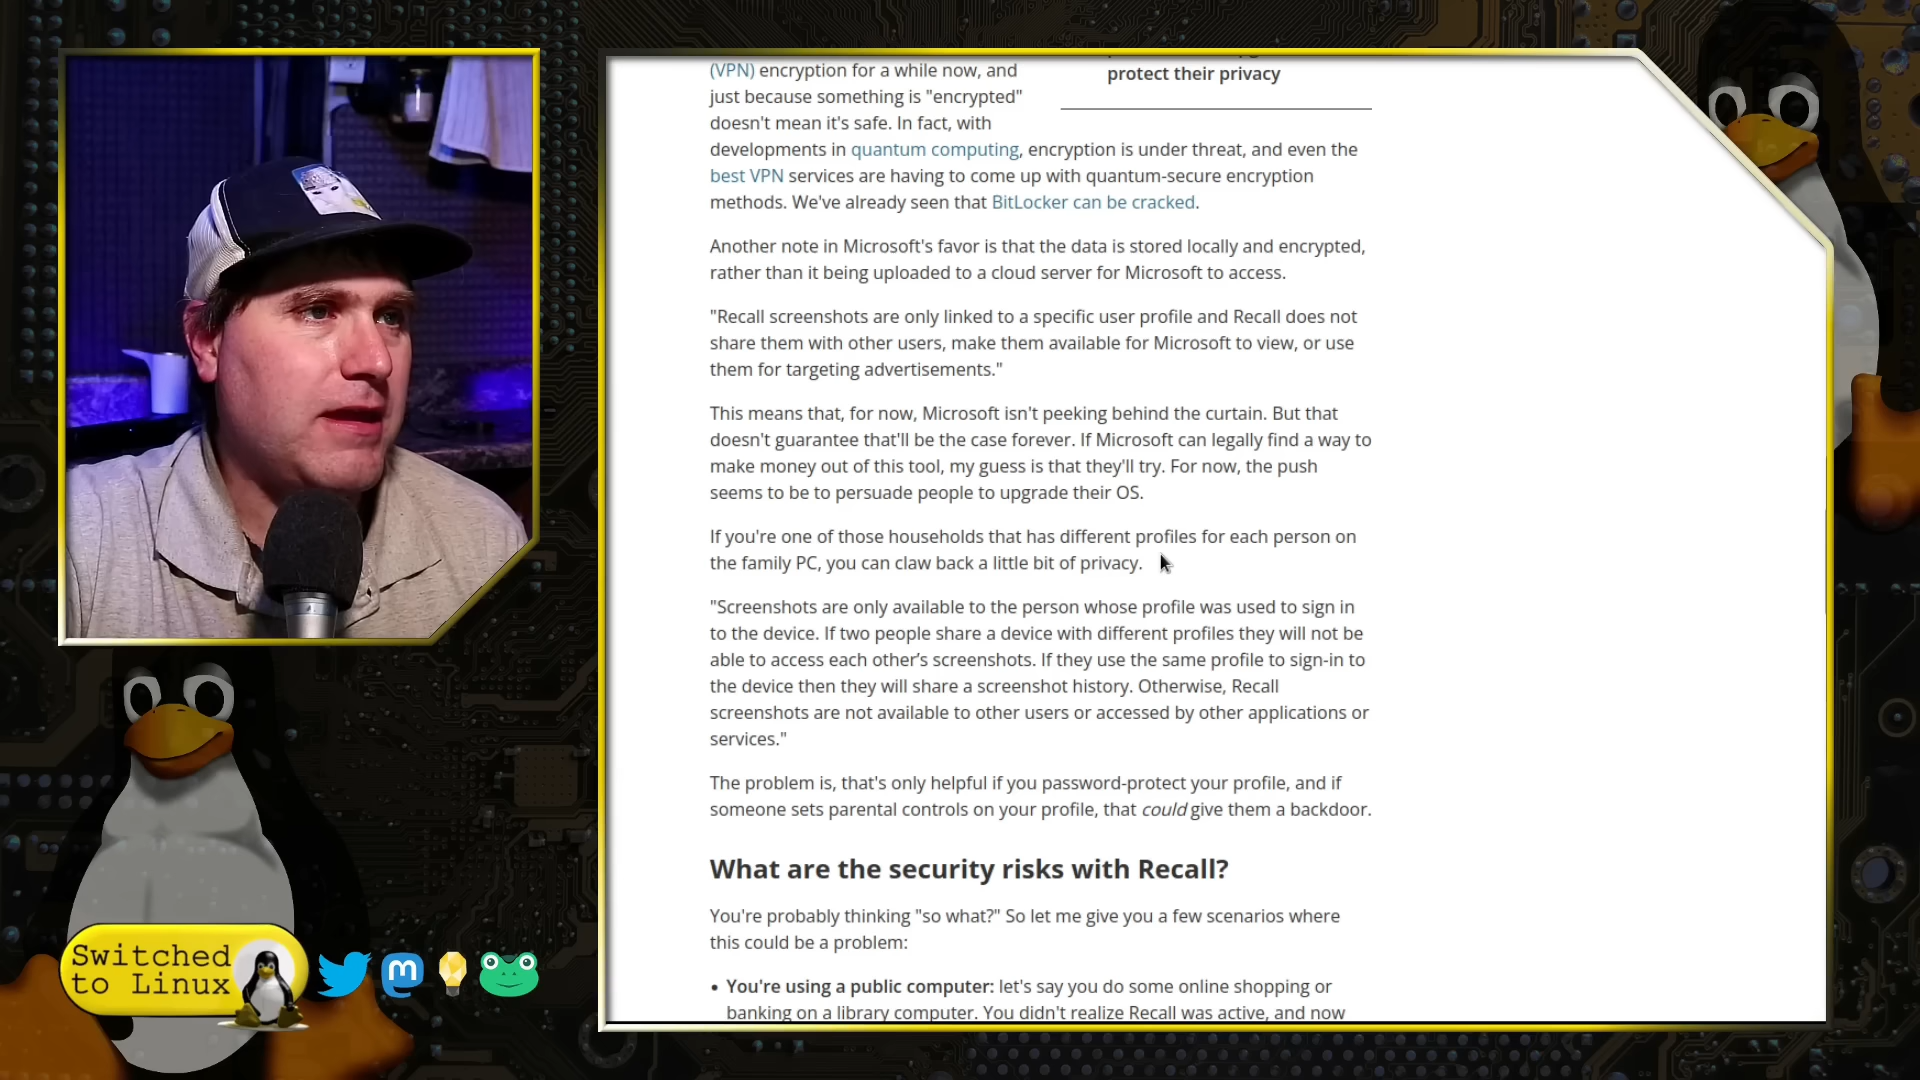 (VPN) encryption for a while now, and
just because something is "encrypted"
doesn't mean it's safe. In fact, with
protect their privacy
developments in quantum computing, encryption is under threat, and even the
best VPN services are having to come up with quantum-secure encryption
methods. We've already seen that BitLocker can be cracked.
Another note in Microsoft's favor is that the data is stored locally and encrypted,
rather than it being uploaded to a cloud server for Microsoft to access.
"Recall screenshots are only linked to a specific user profile and Recall does not
share them with other users, make them available for Microsoft to view, or use
them for targeting advertisements."
This means that, for now, Microsoft isn't peeking behind the curtain. But that
doesn't guarantee that'll be the case forever. If Microsoft can legally find a way to
make money out of this tool, my guess is that they'll try. For now, the push
seems to be to persuade people to upgrade their OS.
If you're one of those households that has different profiles for each person on
the family PC, you can claw back a little bit of privacy.
"Screenshots are only available to the person whose profile was used to sign in
to the device. If two people share a device with different profiles they will not be
able to access each other’s screenshots. If they use the same profile to sign-in to
the device then they will share a screenshot history. Otherwise, Recall
screenshots are not available to other users or accessed by other applications or
services."
The problem is, that's only helpful if you password-protect your profile, and if
someone sets parental controls on your profile, that could give them a backdoor.
What are the security risks with Recall?
You're probably thinking "so what?" So let me give you a few scenarios where
this could be a problem:
• You're using a public computer: let's say you do some online shopping or
banking on a library computer. You didn't realize Recall was active, and now
Switched
to Linux